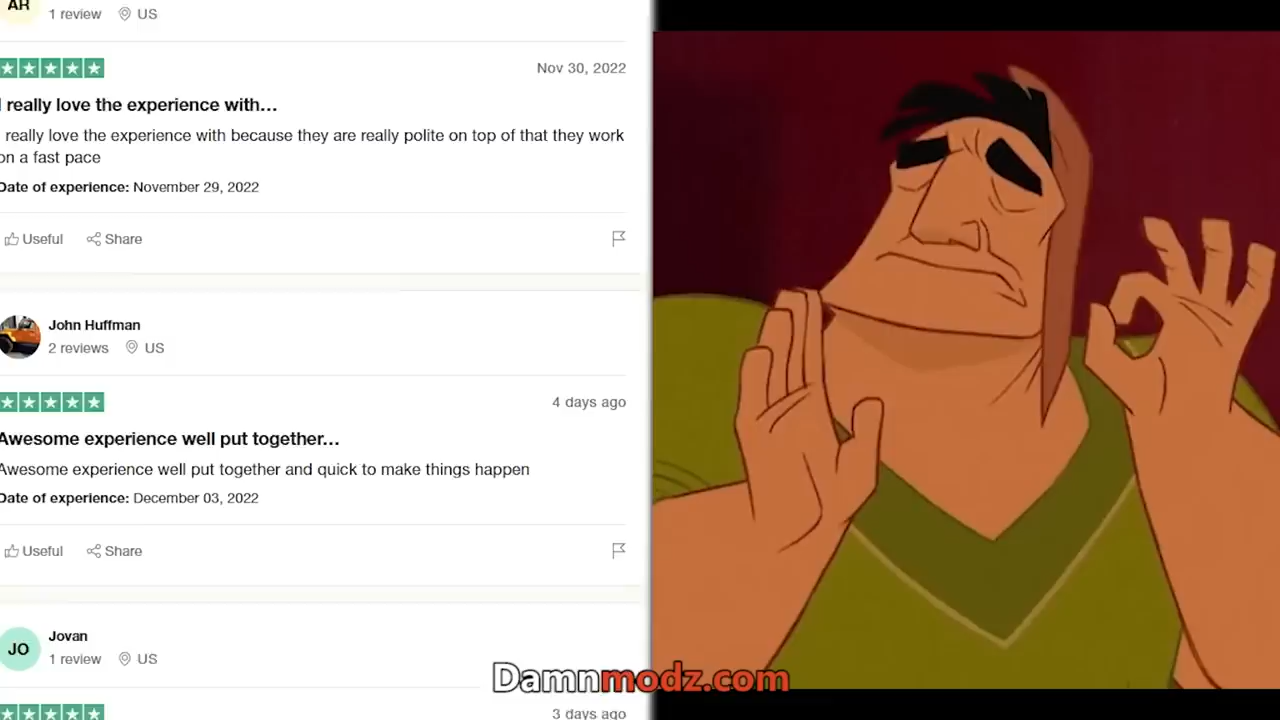 AR
1 review US
Nov 30, 2022
I really love the experience with…
really love the experience with because they are really polite on top of that they work
on a fast pace
Date of experience: November 29, 2022
Useful Share
John Huffman
2 reviews US
4 days ago
Awesome experience well put together…
Awesome experience well put together and quick to make things happen
Date of experience: December 03, 2022
Useful Share
JO
Jovan
1 review US
Damnmodz.com
3 days ago